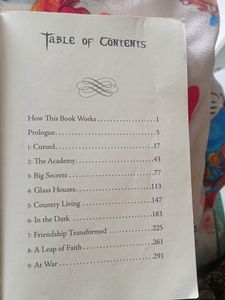 Table of Contents
How This Book Works......................1
Prologue......................5
1: Cursed......................17
2: The Academy......................43
3: Big Secrets......................77
4: Glass Houses......................113
5: Country Living......................147
6: In the Dark......................183
7: Friendship Transformed......................225
8: A Leap of Faith......................261
9: At War......................291